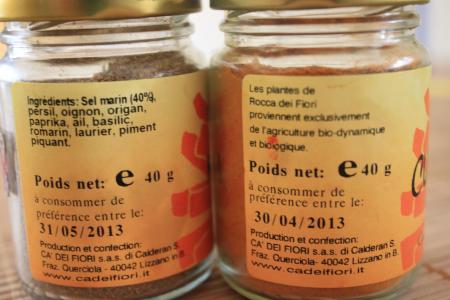 Ingrédients: Sel marin (40%),
persil, oignon, origan,
paprika, ail, basilic,
romarin, laurier, piment
piquant.
Poids net: e 40 g
à consommer de
préférence entre le:
31/05/2013
Production et confection:
CA' DEI FIORI s.a.s. di Calderan S.
Fraz. Querciola - 40042 Lizzano in B.
www.cadeifiori.it
Les plantes de
Rocca dei Fiori
proviennent exclusivement
de l'agriculture bio-dynamique
et biologique.
Poids net: e 40 g
à consommer de
préférence entre le:
30/04/2013
Production et confection:
CA' DEI FIORI s.a.s. di Calderan S.
Fraz. Querciola - 40042 Lizzano in B.
www.cadeifiori.it